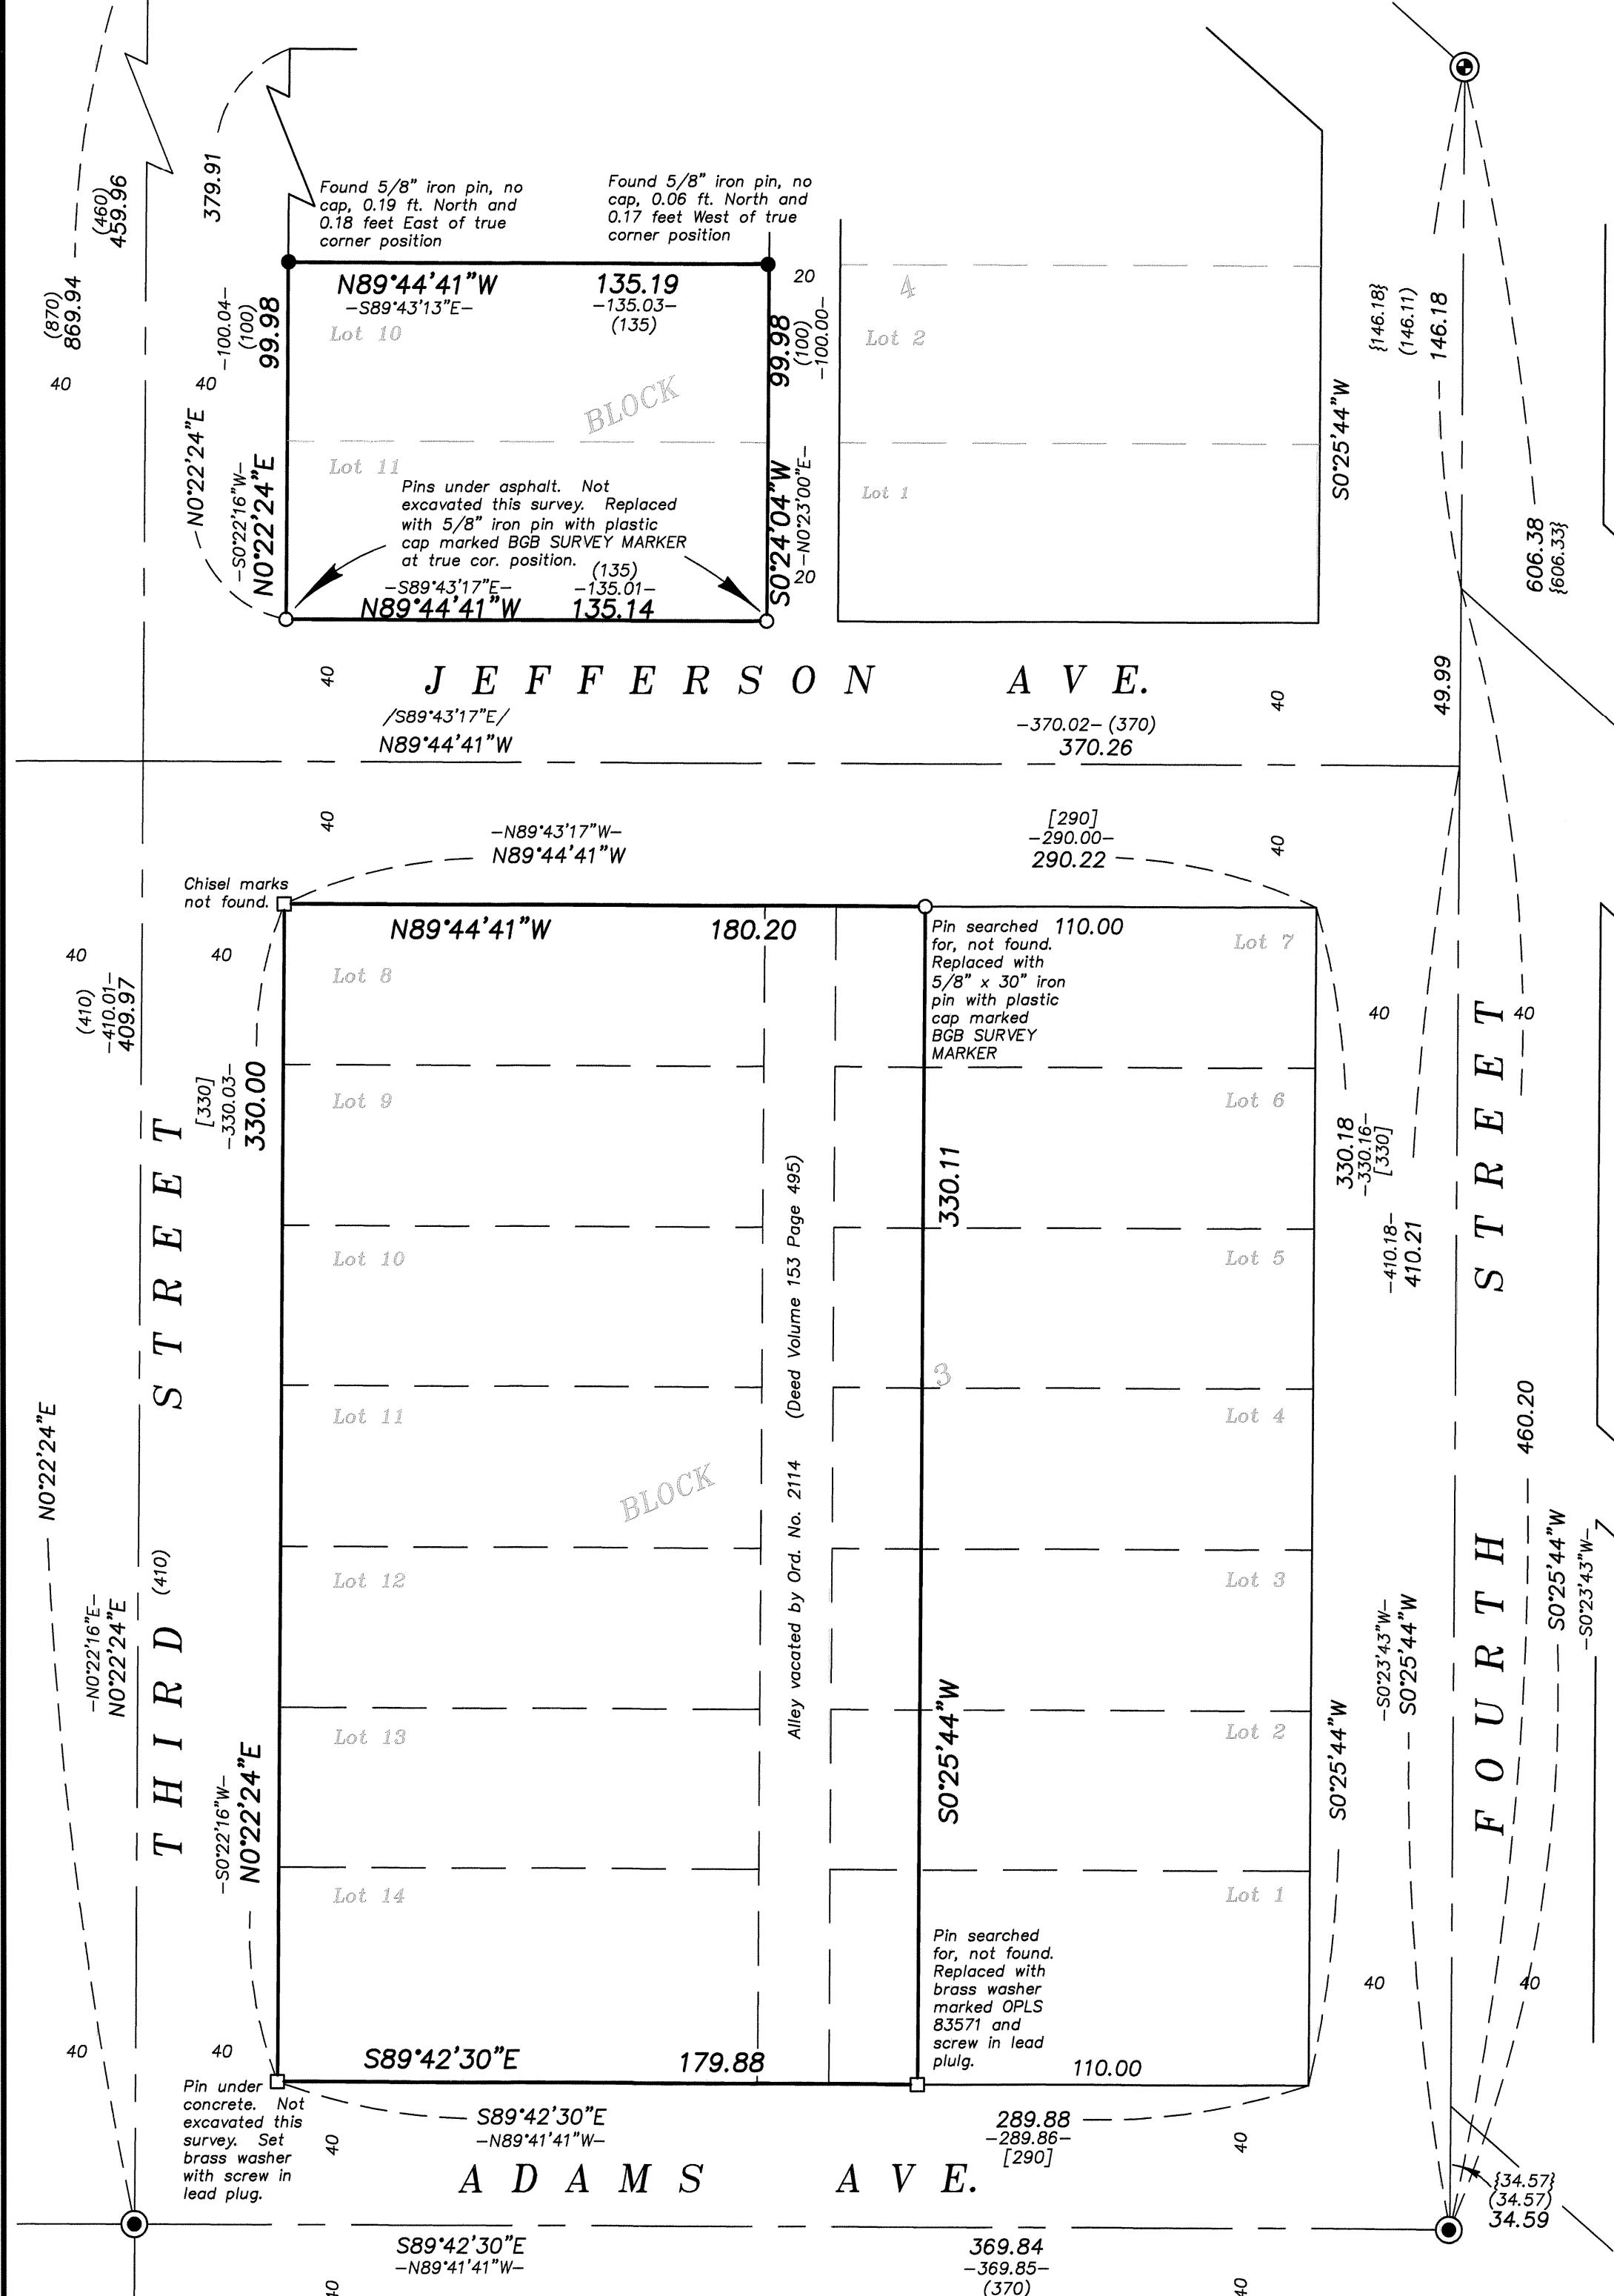 (460)
459.96
379.91
(870)
869.94
40
40
-100.04-
(100)
99.98
Found 5/8" iron pin, no
cap, 0.19 ft. North and
0.18 feet East of true
corner position
Found 5/8" iron pin, no
cap, 0.06 ft. North and
0.17 feet West of true
corner position
N89°44'41"W
135.19
-S89°43'13"E-
-135.03-
(135)
Lot 10
20
99.98
(100)
-100.00-
BLOCK
4
Lot 2
Lot 1
Lot 11
N0°22'24"E
-S0°22'16"W-
N0°22'24"E
Pins under asphalt. Not
excavated this survey. Replaced
with 5/8" iron pin with plastic
cap marked BGB SURVEY MARKER
at true cor. position.
(135)
-S89°43'17"E-
-135.01-
N89°44'41"W
135.14
S0°24'04"W
-N0°23'00"E-
20
S0°25'44"W
{146.18}
(146.11)
146.18
606.38
{606.33}
40
JEFFERSON AVE.
40
49.99
/S89°43'17"E/
N89°44'41"W
-370.02- (370)
370.26
40
-N89°43'17"W-
N89°44'41"W
[290]
-290.00-
290.22
40
Chisel marks
not found.
N89°44'41"W
180.20
Pin searched
for, not found.
Replaced with
5/8" x 30" iron
pin with plastic
cap marked
BGB SURVEY
MARKER
110.00
Lot 7
Lot 8
40
40
(410)
-410.01-
409.97
40
40
[330]
-330.03-
330.00
Lot 9
Lot 6
330.11
330.18
-330.16-
[330]
-410.18-
410.21
Lot 10
Lot 5
THIRD STREET
(410)
FOURTH STREET
Alley vacated by Ord. No. 2114 (Deed Volume 153 Page 495)
3
Lot 11
Lot 4
460.20
N0°22'24"E
BLOCK
Lot 12
Lot 3
-N0°22'16"E-
N0°22'24"E
-S0°23'43"W-
S0°25'44"W
S0°25'44"W
-S0°23'43"W-
Lot 13
Lot 2
-S0°22'16"W-
N0°22'24"E
S0°25'44"W
S0°25'44"W
Lot 14
Lot 1
Pin searched
for, not found.
Replaced with
brass washer
marked OPLS
83571 and
screw in lead
plulg.
40
40
40
40
S89°42'30"E
179.88
110.00
Pin under
concrete. Not
excavated this
survey. Set
brass washer
with screw in
lead plug.
S89°42'30"E
-N89°41'41"W-
289.88
-289.86-
[290]
40
40
ADAMS AVE.
{34.57}
(34.57)
34.59
S89°42'30"E
-N89°41'41"W-
369.84
-369.85-
(370)
40
40